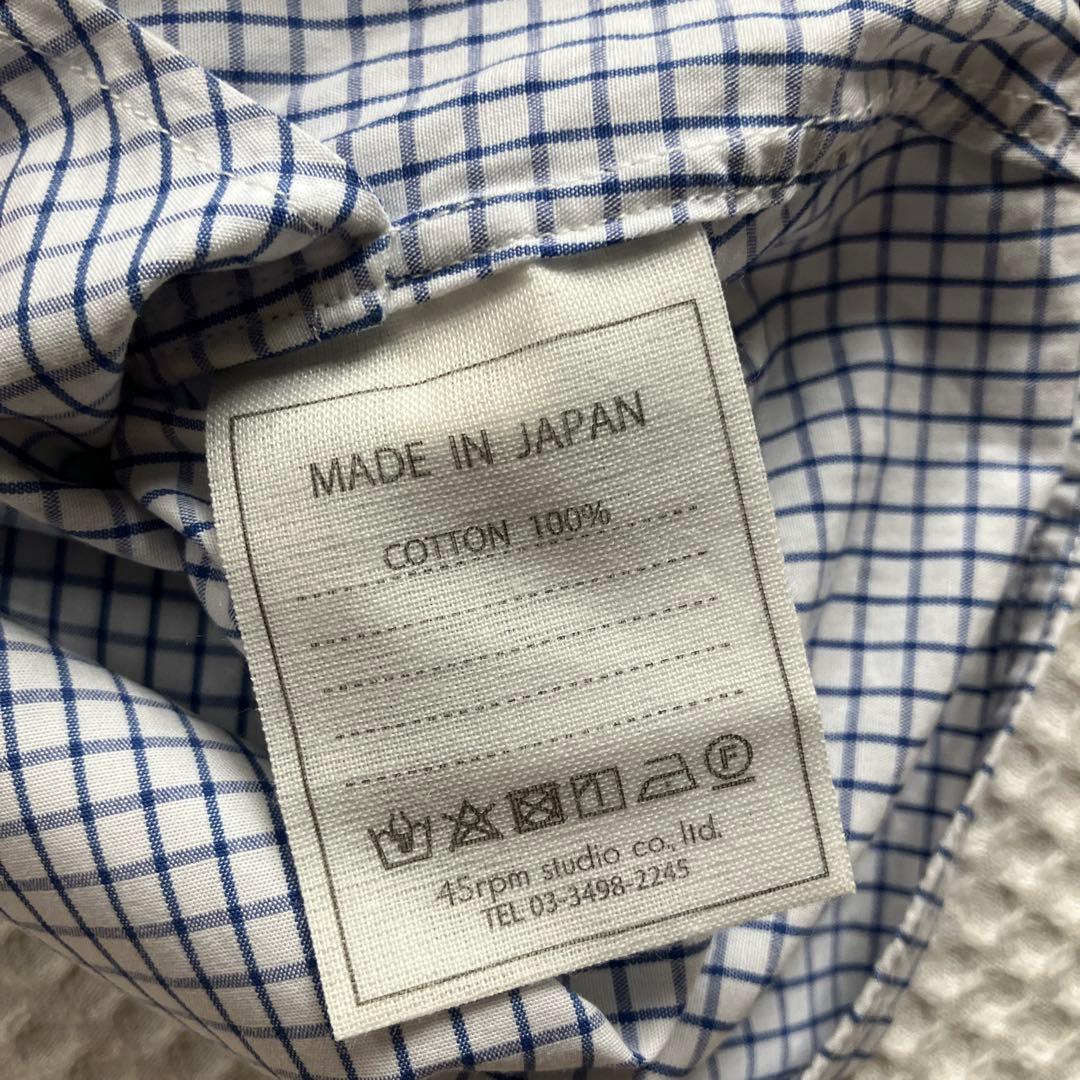 MADE IN JAPAN
COTTON 100%
F
45rpm studio co.,ltd.
TEL 03-3498-2245